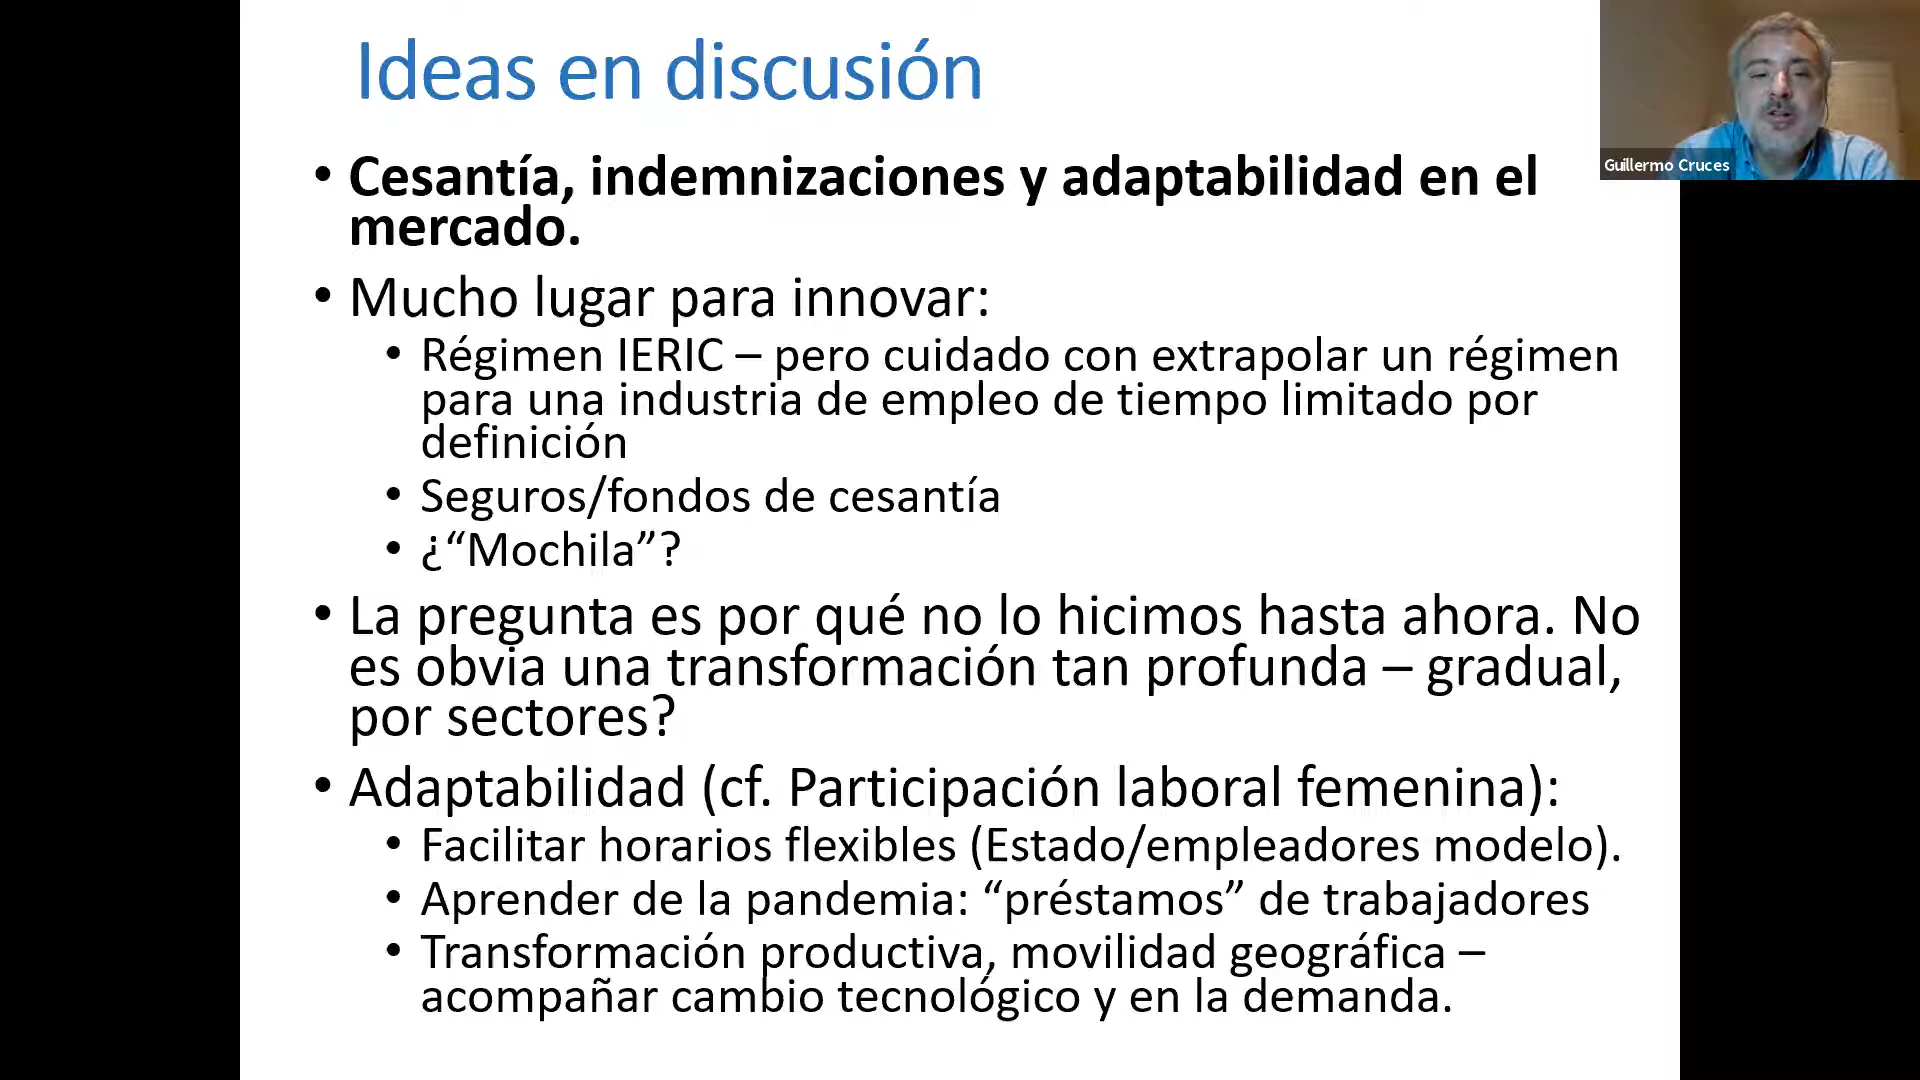 Ideas en discusión
Guillermo Cruces
• Cesantía, indemnizaciones y adaptabilidad en el
mercado.
• Mucho lugar para innovar:
• Régimen IERIC – pero cuidado con extrapolar un régimen
para una industria de empleo de tiempo limitado por
definición
• Seguros/fondos de cesantía
• ¿“Mochila”?
• La pregunta es por qué no lo hicimos hasta ahora. No
es obvia una transformación tan profunda – gradual,
por sectores?
• Adaptabilidad (cf. Participación laboral femenina):
• Facilitar horarios flexibles (Estado/empleadores modelo).
• Aprender de la pandemia: “préstamos” de trabajadores
• Transformación productiva, movilidad geográfica –
acompañar cambio tecnológico y en la demanda.